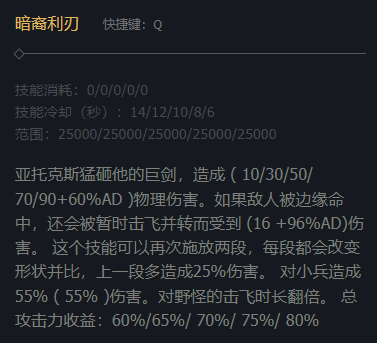 暗裔利刃 快捷键：Q
技能消耗：0/0/0/0/0
技能冷却（秒）：14/12/10/8/6
范围：25000/25000/25000/25000/25000
亚托克斯猛砸他的巨剑，造成 ( 10/30/50/
70/90+60%AD )物理伤害。如果敌人被边缘命
中，还会被暂时击飞并转而受到 (16 +96%AD)伤
害。 这个技能可以再次施放两段，每段都会改变
形状并比，上一段多造成25%伤害。 对小兵造成
55% ( 55% )伤害。对野怪的击飞时长翻倍。 总
攻击力收益：60%/65%/ 70%/ 75%/ 80%